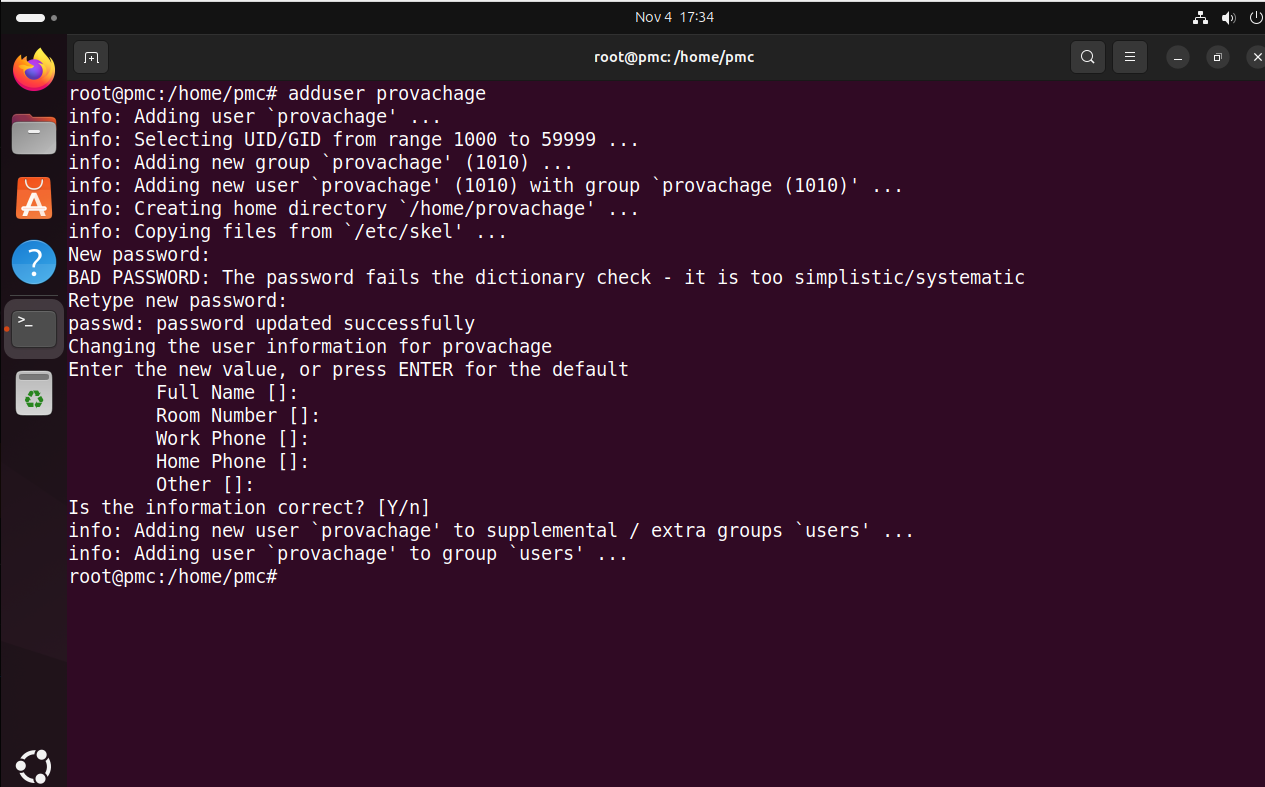 Nov 4 17:34
root@pmc: /home/pmc
root@pmc:/home/pmc# adduser provachage
info: Adding user `provachage' ...
info: Selecting UID/GID from range 1000 to 59999 ...
info: Adding new group `provachage' (1010) ...
info: Adding new user `provachage' (1010) with group `provachage (1010)' ...
info: Creating home directory `/home/provachage' ...
info: Copying files from `/etc/skel' ...
New password:
BAD PASSWORD: The password fails the dictionary check - it is too simplistic/systematic
Retype new password:
passwd: password updated successfully
Changing the user information for provachage
Enter the new value, or press ENTER for the default
        Full Name []:
        Room Number []:
        Work Phone []:
        Home Phone []:
        Other []:
Is the information correct? [Y/n]
info: Adding new user `provachage' to supplemental / extra groups `users' ...
info: Adding user `provachage' to group `users' ...
root@pmc:/home/pmc#